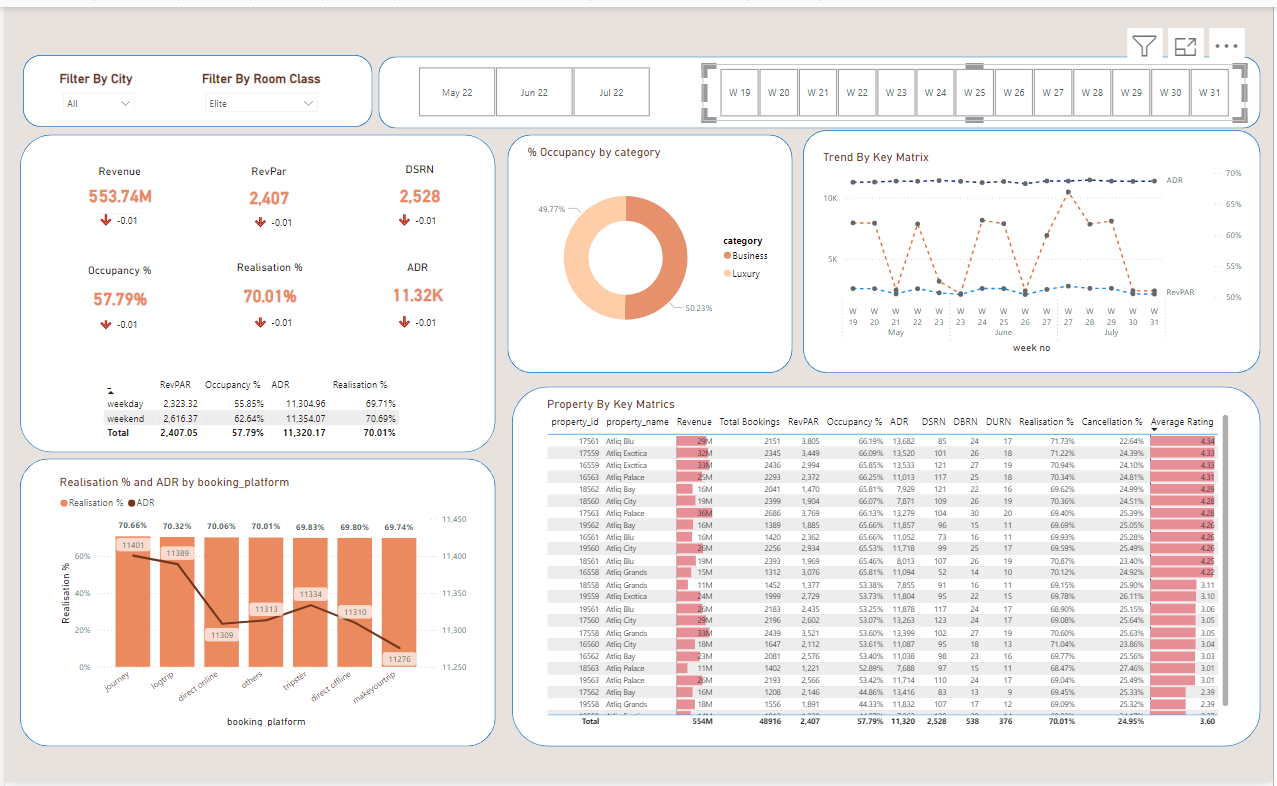 Filter By City
Filter By Room Class
All
Elite
May 22 Jun 22 Jul 22
W 19 W 20 W 21 W 22 W 23 W 24 W 25 W 26 W 27 W 28 W 29 W 30 W 31
Revenue
553.74M
-0.01
RevPar
2,407
-0.01
DSRN
2,528
-0.01
Occupancy %
57.79%
-0.01
Realisation %
70.01%
-0.01
ADR
11.32K
-0.01
RevPAR Occupancy % ADR Realisation %
weekday 2,323.32 55.85% 11,304.96 69.71%
weekend 2,616.37 62.64% 11,354.07 70.69%
Total 2,407.05 57.79% 11,320.17 70.01%
% Occupancy by category
49.77%
50.23%
category
Business
Luxury
Trend By Key Matrix
10K
5K
70%
65%
60%
55%
50%
ADR
RevPAR
W W W W W W W W W W W W W W W
19 20 21 22 23 23 24 25 26 27 27 28 29 30 31
May June July
week no
Realisation % and ADR by booking_platform
Realisation % ADR
70.66% 70.32% 70.06% 70.01% 69.83% 69.80% 69.74%
11401 11389 11309 11313 11334 11310 11276
Realisation %
60%
40%
20%
0%
11,450
11,400
11,350
11,300
11,250
journey logtrip direct online others tripster direct offline makeyourtrip
booking_platform
Property By Key Matrics
property_id property_name Revenue Total Bookings RevPAR Occupancy % ADR DSRN DBRN DURN Realisation % Cancellation % Average Rating
17561 Atliq Blu 29M 2151 3,805 66.19% 13,682 85 24 17 71.73% 22.64% 4.34
17559 Atliq Exotica 32M 2345 3,449 66.09% 13,520 101 26 18 71.22% 24.39% 4.33
16559 Atliq Exotica 33M 2436 2,994 65.85% 13,533 121 27 19 70.94% 24.10% 4.33
16563 Atliq Palace 25M 2293 2,372 66.25% 11,013 117 25 18 70.34% 24.81% 4.31
18562 Atliq Bay 16M 2041 1,470 65.81% 7,929 121 22 16 69.62% 24.99% 4.29
18560 Atliq City 19M 2399 1,904 66.07% 7,871 109 26 19 70.36% 24.51% 4.28
17563 Atliq Palace 36M 2686 3,769 66.13% 13,279 104 30 20 69.40% 25.39% 4.28
19562 Atliq Bay 16M 1389 1,885 65.66% 11,857 96 15 11 69.69% 25.05% 4.26
16561 Atliq Blu 16M 1420 2,362 65.66% 11,052 73 16 11 69.93% 25.28% 4.26
19560 Atliq City 26M 2256 2,934 65.53% 11,718 99 25 17 69.59% 25.49% 4.26
18561 Atliq Blu 19M 2393 1,969 65.46% 8,013 107 26 19 70.87% 23.40% 4.25
16558 Atliq Grands 15M 1312 3,076 65.81% 11,094 52 14 10 70.12% 24.92% 4.22
18558 Atliq Grands 11M 1452 1,377 53.38% 7,855 91 16 11 69.15% 25.90% 3.11
19559 Atliq Exotica 24M 1999 2,729 53.73% 11,804 95 22 15 69.78% 26.11% 3.10
19561 Atliq Blu 26M 2183 2,435 53.25% 11,878 117 24 17 68.90% 25.15% 3.06
17560 Atliq City 29M 2196 2,602 53.07% 13,263 123 24 17 69.08% 25.64% 3.05
17558 Atliq Grands 33M 2439 3,521 53.60% 13,399 102 27 19 70.60% 25.63% 3.05
16560 Atliq City 18M 1647 2,112 53.61% 11,087 95 18 13 71.04% 23.86% 3.04
16562 Atliq Bay 23M 2081 2,576 53.40% 11,038 98 23 16 69.77% 25.56% 3.03
18563 Atliq Palace 11M 1402 1,221 52.89% 7,688 97 15 11 68.47% 27.46% 3.01
19563 Atliq Palace 26M 2193 2,566 53.42% 11,714 110 24 17 69.04% 25.49% 3.01
17562 Atliq Bay 16M 1208 2,146 44.86% 13,416 83 13 9 69.45% 25.33% 2.39
19558 Atliq Grands 18M 1556 1,891 44.33% 11,832 107 17 12 69.09% 25.32% 2.39
Total 554M 48916 2,407 57.79% 11,320 2,528 538 376 70.01% 24.95% 3.60